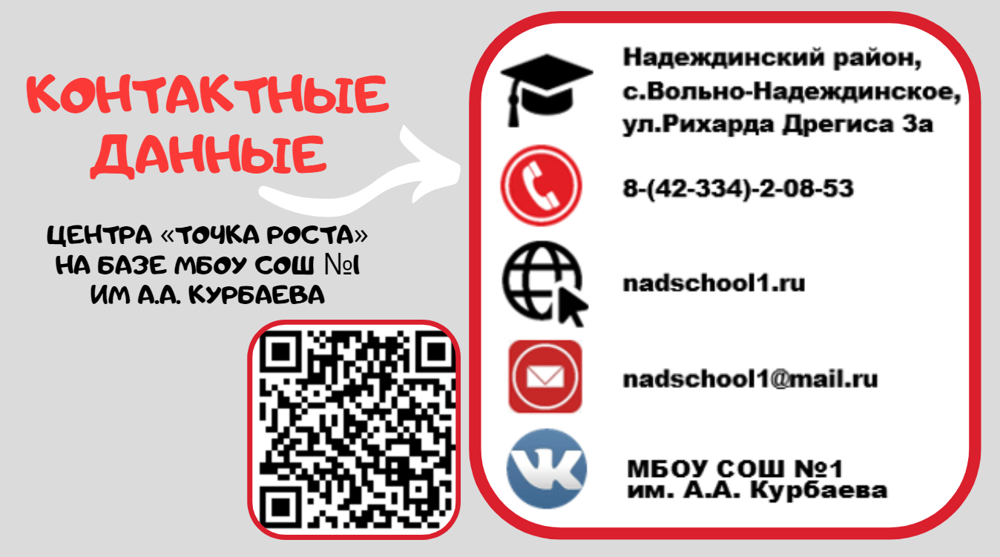 КОНТАКТНЫЕ
ДАННЫЕ
ЦЕНТРА «ТОЧКА РОСТА»
НА БАЗЕ МБОУ СОШ №1
ИМ А.А. КУРБАЕВА
Надеждинский район,
с.Вольно-Надеждинское,
ул.Рихарда Дрегиса 3а
8-(42-334)-2-08-53
nadschool1.ru
nadschool1@mail.ru
МБОУ СОШ №1
им. А.А. Курбаева